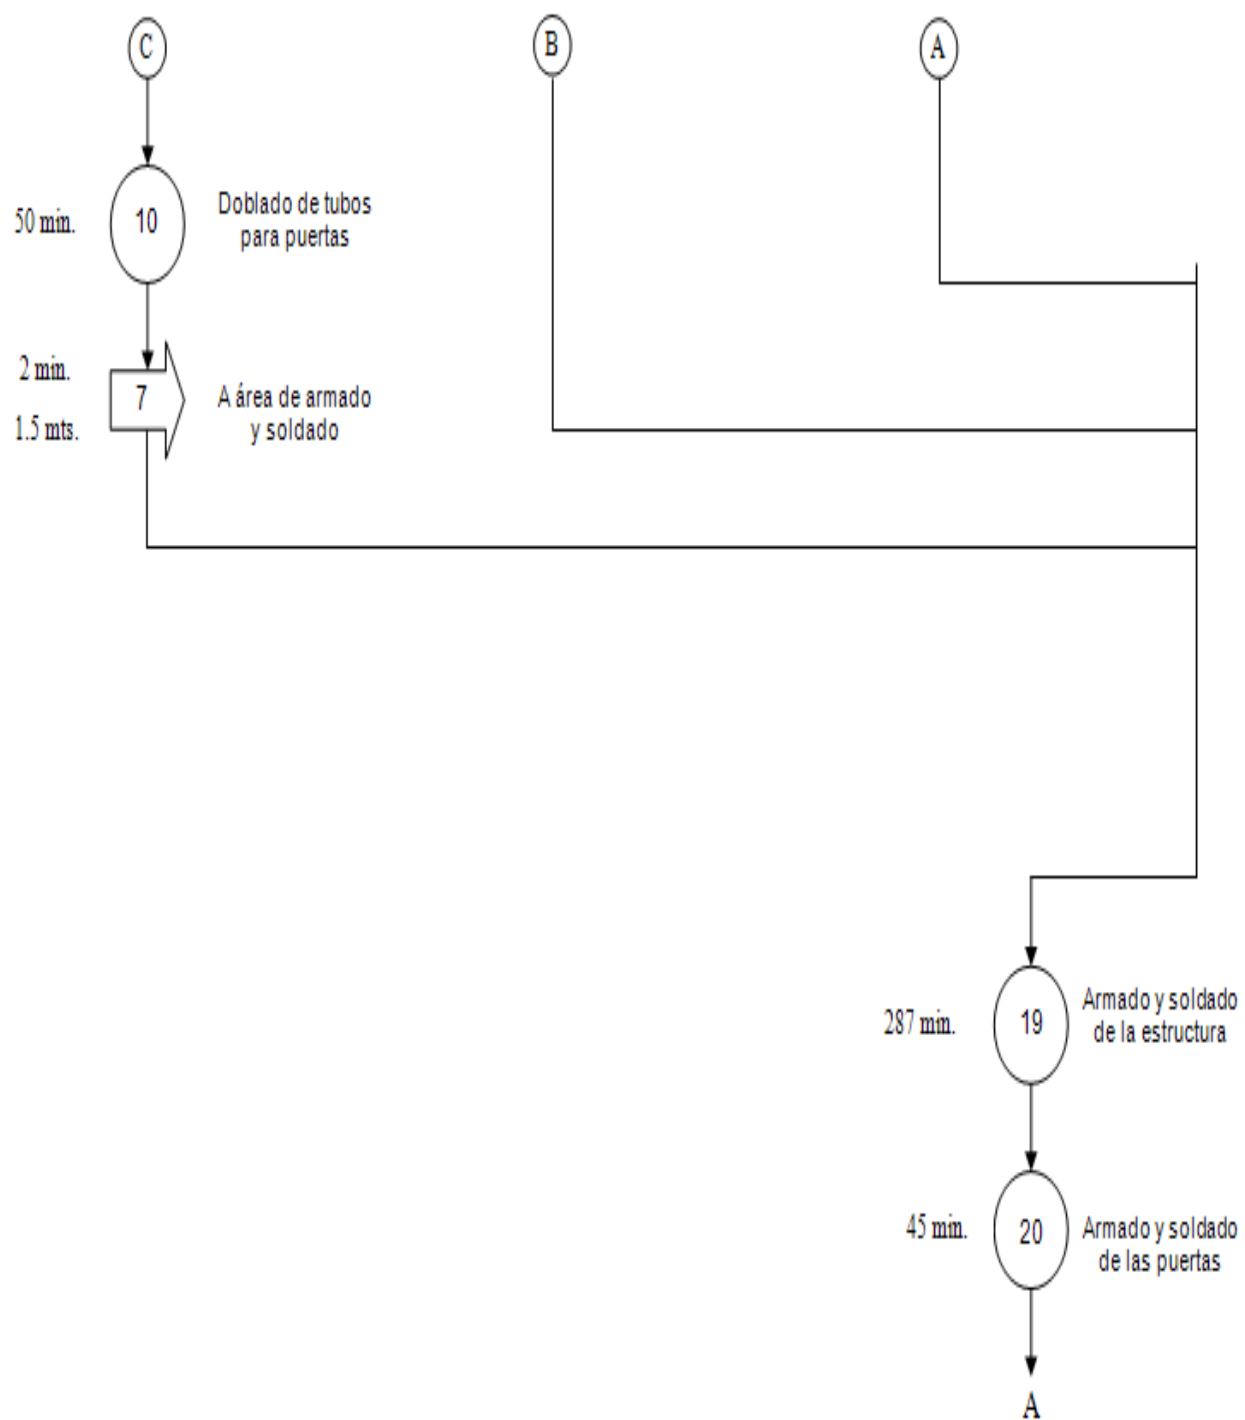 C
B
A
50 min.
10
Doblado de tubos
para puertas
2 min.
1.5 mts.
7
A área de armado
y soldado
287 min.
19
Armado y soldado
de la estructura
45 min.
20
Armado y soldado
de las puertas
A